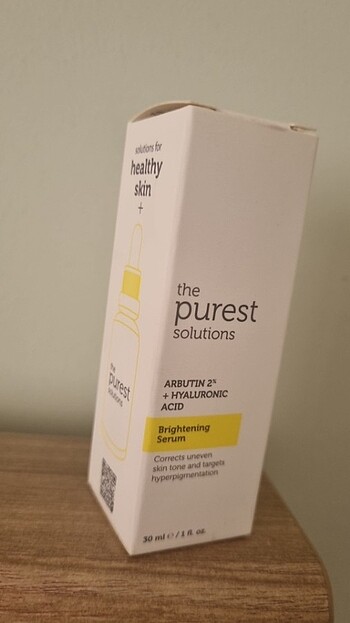 solutions for
healthy
skin
+
the
purest
solutions
the
purest
solutions
ARBUTIN 2%
+ HYALURONIC
ACID
Brightening
Serum
Corrects uneven
skin tone and targets
hyperpigmentation
30 ml ℮ / 1 fl. oz.